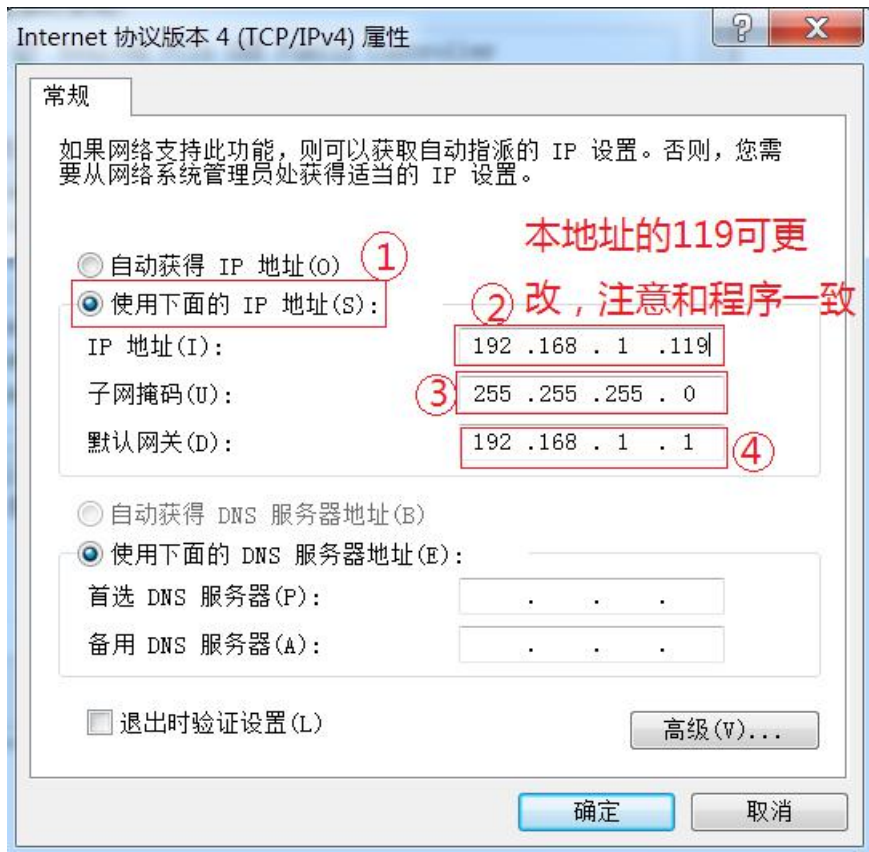 Internet 协议版本 4 (TCP/IPv4) 属性
常规
如果网络支持此功能，则可以获取自动指派的 IP 设置。否则，您需
要从网络系统管理员处获得适当的 IP 设置。
自动获得 IP 地址(O)
①
本地址的119可更
使用下面的 IP 地址(S):
②
改，注意和程序一致
IP 地址(I):
192 .168 . 1 .119
子网掩码(U):
③
255 .255 .255 . 0
默认网关(D):
192 .168 . 1 . 1
④
自动获得 DNS 服务器地址(B)
使用下面的 DNS 服务器地址(E):
首选 DNS 服务器(P):
. . .
备用 DNS 服务器(A):
. . .
退出时验证设置(L)
高级(V)...
确定
取消